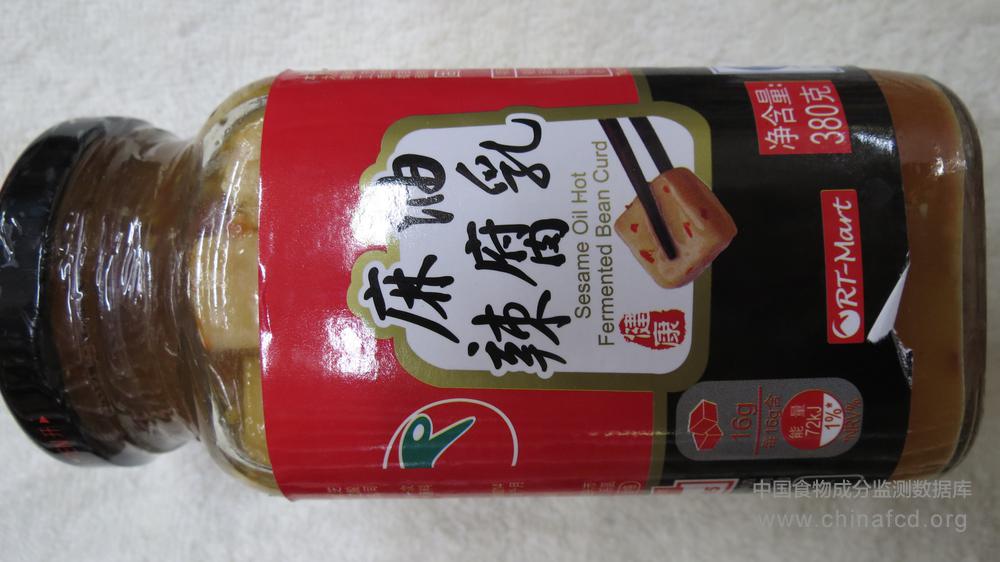 麻油
辣腐乳
Sesame Oil Hot
Fermented Bean Curd
健康
净含量:
380克
RT-Mart
16g
每16g含
能量
72kJ
1%*
NRV%
中国食物成分监测数据库
www.chinafcd.org